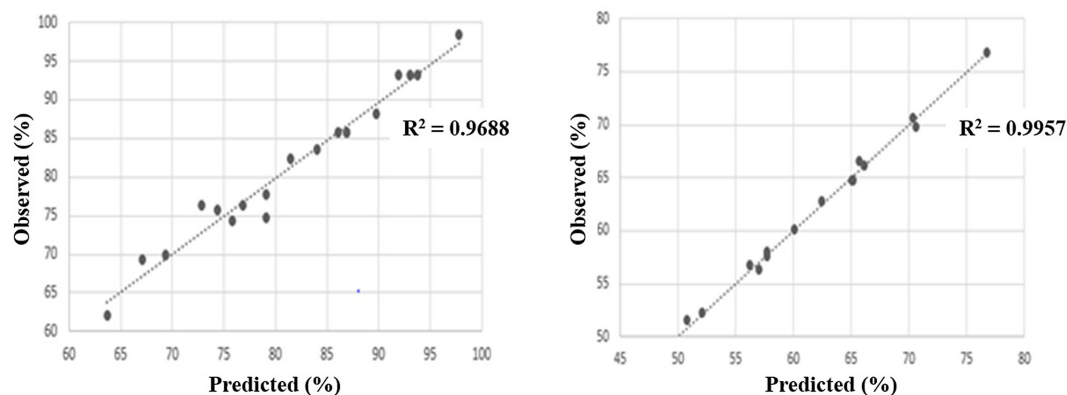 100
95
90
85
80
75
70
65
60
60 65 70 75 80 85 90 95 100
Observed (%)
Predicted (%)
R² = 0.9688
80
75
70
65
60
55
50
45 50 55 60 65 70 75 80
Observed (%)
Predicted (%)
R² = 0.9957